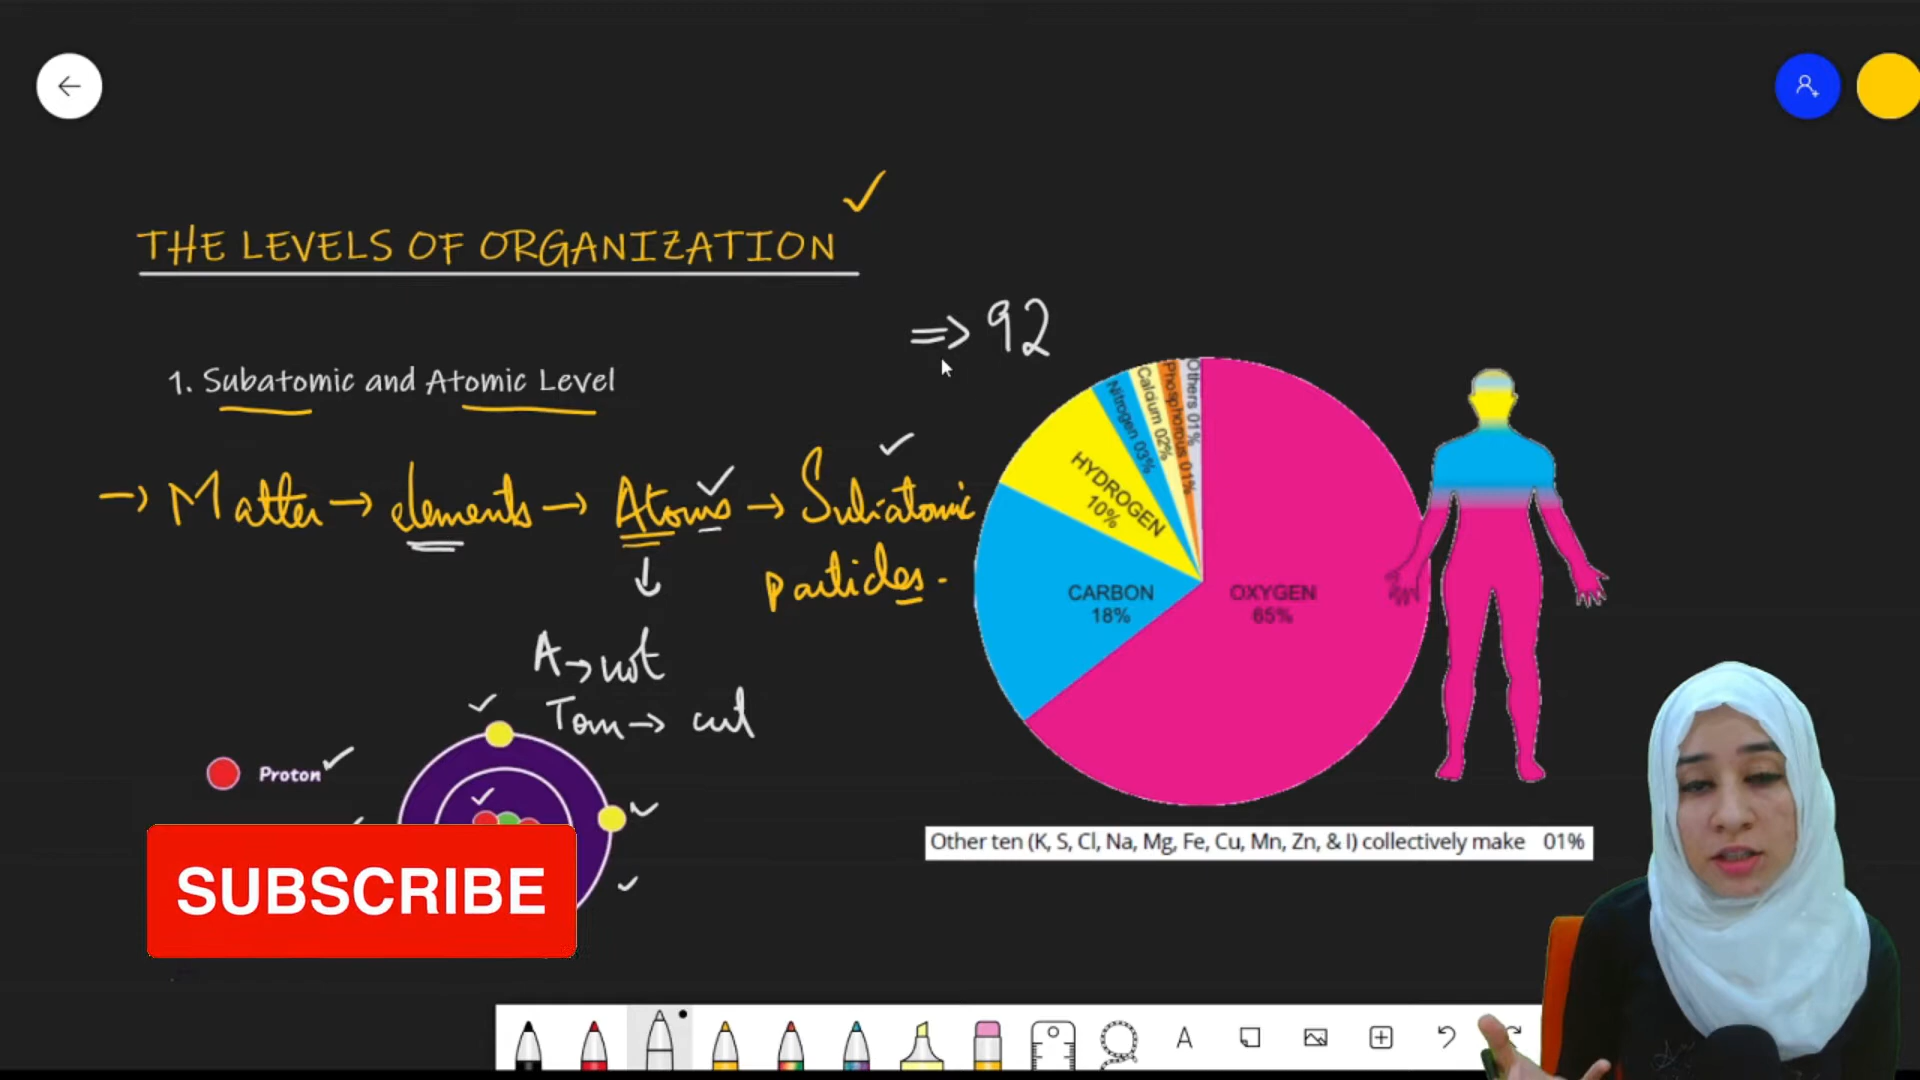 THE LEVELS OF ORGANIZATION
=> 92
1. Subatomic and Atomic Level
→ Matter → elements → Atoms → Subatomic
particles.
A → not
Tom → cut
Proton
OXYGEN
65%
CARBON
18%
HYDROGEN
10%
Nitrogen 03%
Calcium 02%
Phosphorous 01%
Others 01%
Other ten (K, S, Cl, Na, Mg, Fe, Cu, Mn, Zn, & I) collectively make 01%
SUBSCRIBE